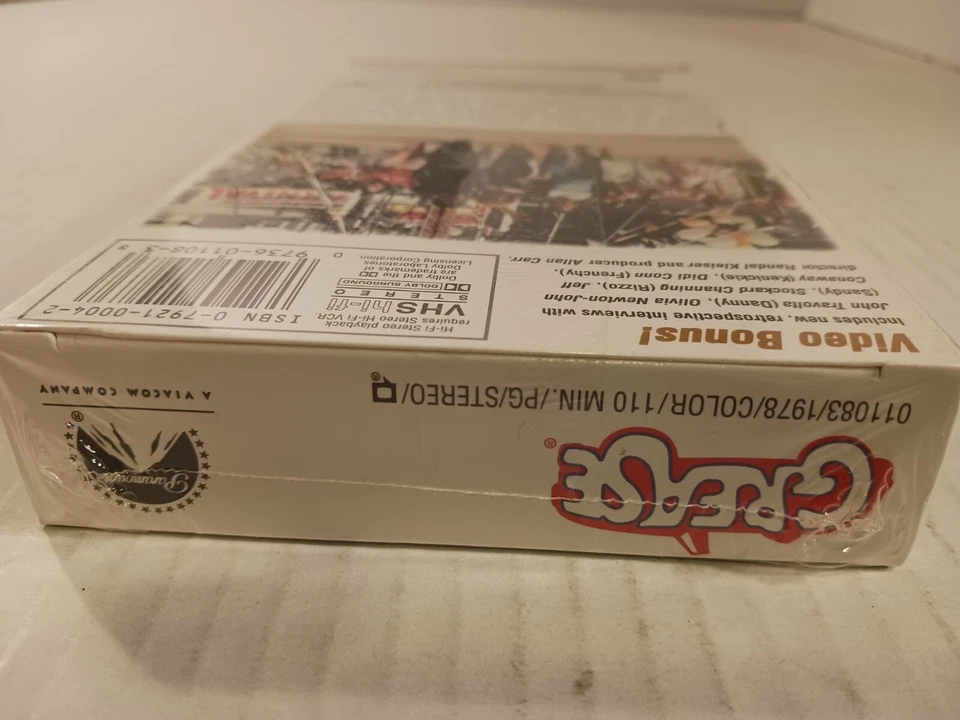 CARNIVAL
Video Bonus!
Includes new, retrospective interviews with
John Travolta (Danny), Olivia Newton-John
(Sandy), Stockard Channing (Rizzo), Jeff
Conaway (Kenickie), Didi Conn (Frenchy),
director Randal Kleiser and producer Allan Carr.
Hi-Fi Stereo playback
requires Stereo Hi-Fi VCR.
VHS hi-fi
STEREO
DOLBY SURROUND
Dolby and the
are trademarks of
Dolby Laboratories
Licensing Corporation.
ISBN 0-7921-0004-2
0 9736-01108-3 8
011083/1978/COLOR/110 MIN./PG/STEREO/ ®
GREASE ®
A VIACOM COMPANY
Paramount ®